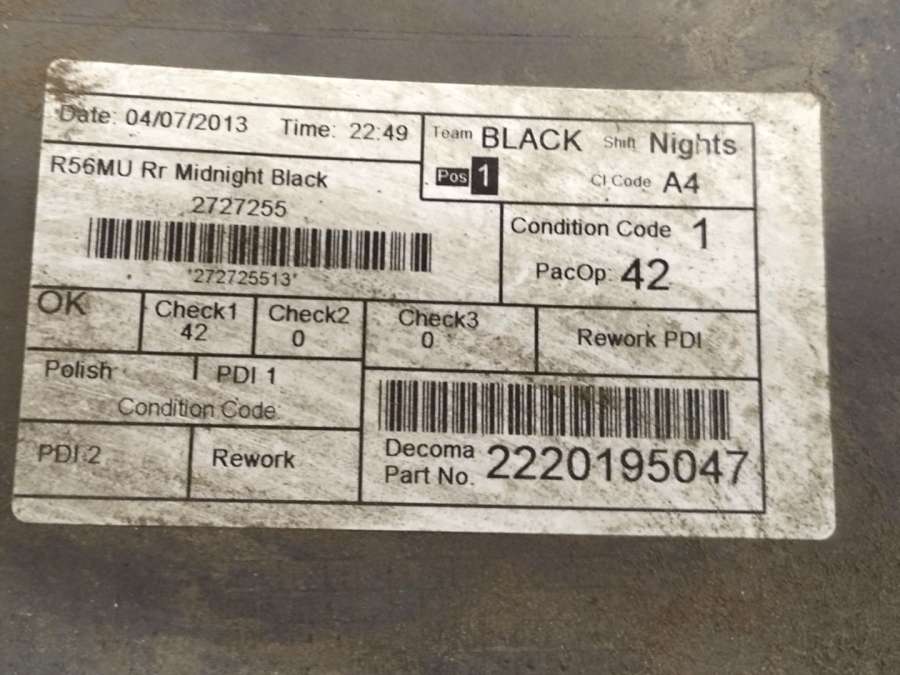 Date: 04/07/2013 Time: 22:49
Team BLACK Shift Nights
Pos 1 CI Code A4
R56MU Rr Midnight Black
2727255
*272725513*
Condition Code 1
PacOp: 42
OK
Check1
42
Check2
0
Check3
0
Rework PDI
Polish PDI 1
Condition Code
PDI 2
Rework
Decoma
Part No. 2220195047